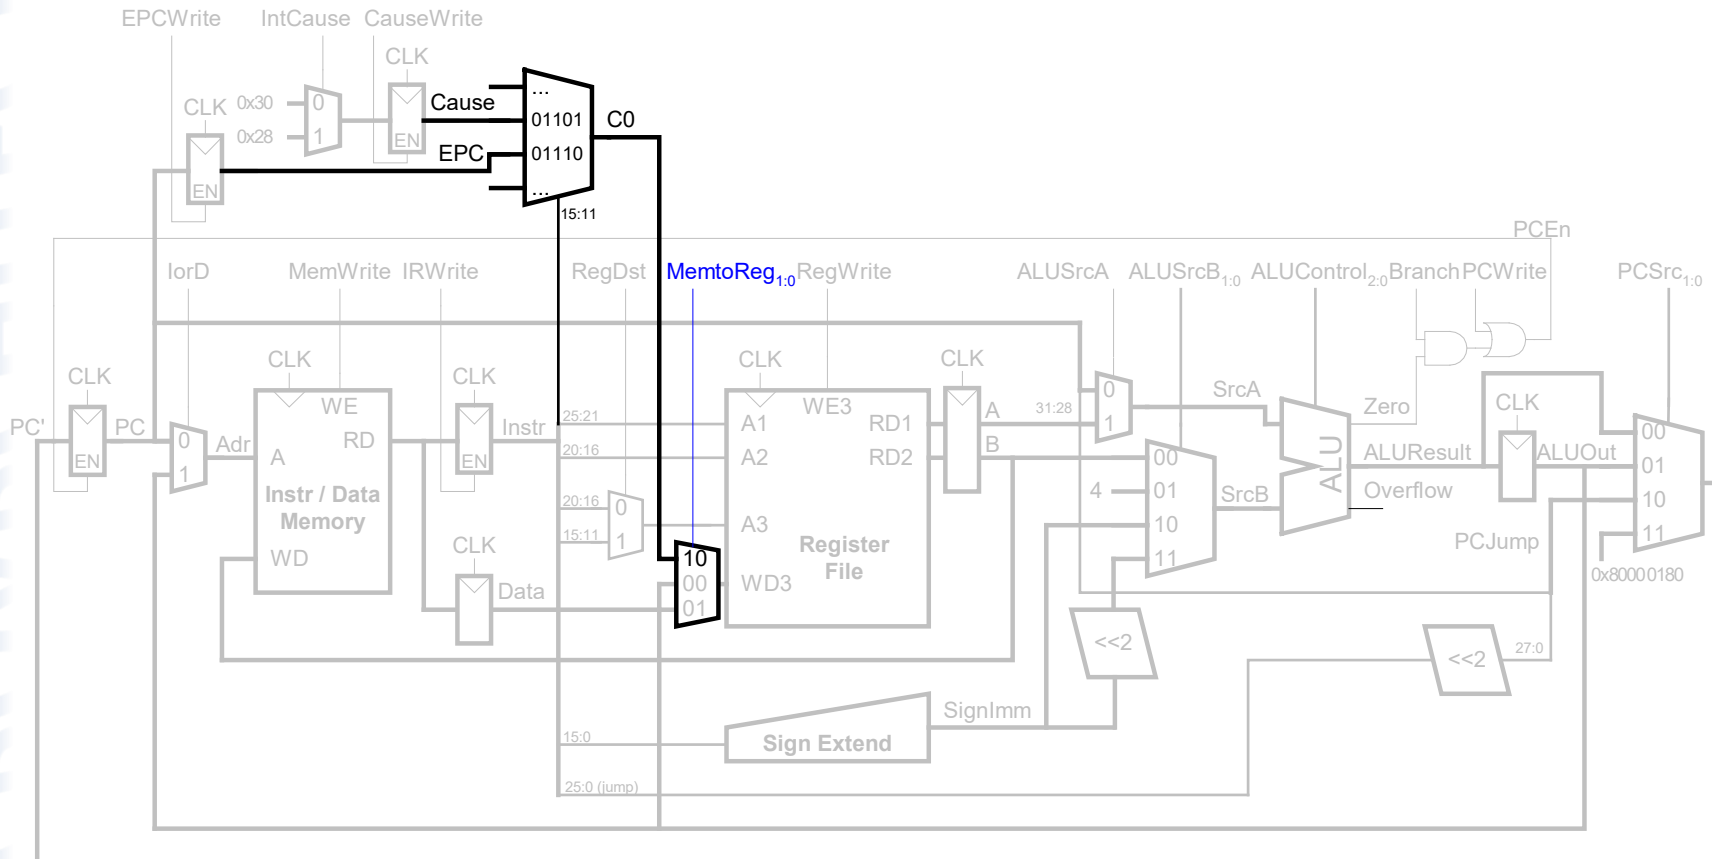 EPCWrite IntCause CauseWrite
CLK
CLK 0x30 0 Cause ... C0
0x28 1 EN 01101
EPC 01110
EN ...
15:11
PCEn
IorD MemWrite IRWrite RegDst MemtoReg1:0 RegWrite ALUSrcA ALUSrcB1:0 ALUControl2:0 Branch PCWrite PCSrc1:0
CLK CLK CLK CLK CLK
WE WE3 0 SrcA CLK
PC' PC 0 Adr A RD Instr 25:21 A1 RD1 A 31:28 1 Zero 00
EN 1 EN 20:16 A2 RD2 B 00 ALU ALUResult ALUOut 01
Instr / Data
Memory
4 01 SrcB Overflow 10
20:16 0 A3 10 PCJump 11
15:11 1 Register
File
WD CLK 10 11 0x8000 0180
Data 00 WD3
01
<<2 <<2 27:0
SignImm
15:0 Sign Extend
25:0 (jump)